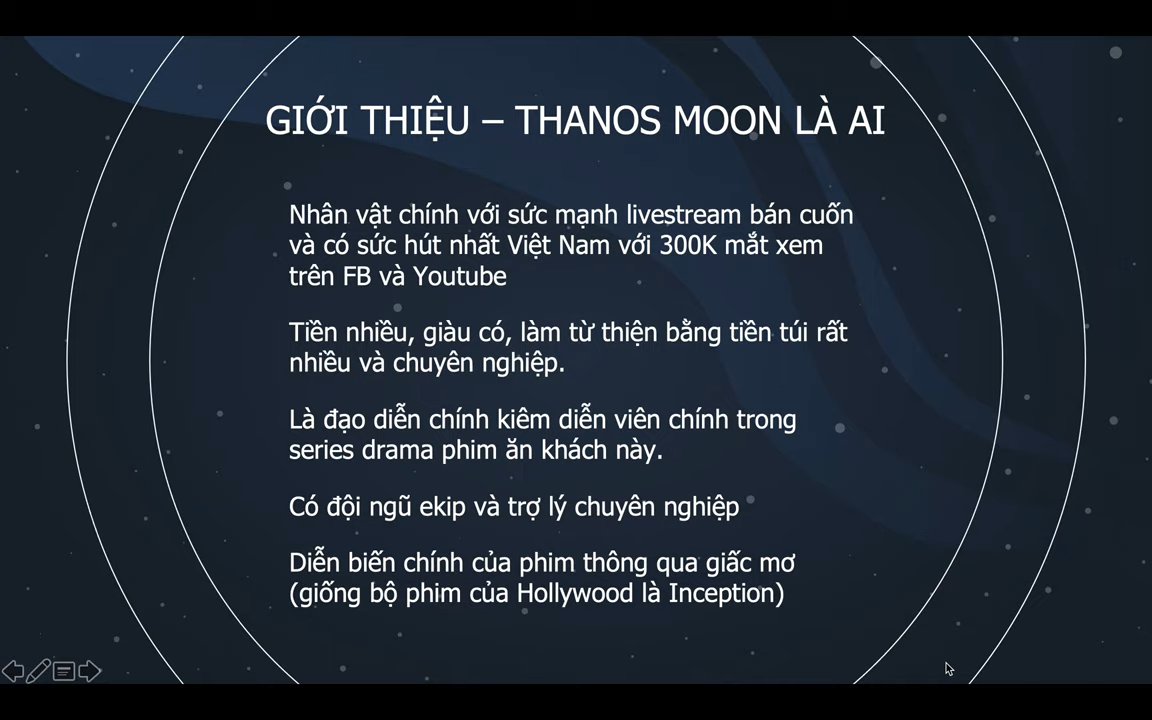 GIỚI THIỆU – THANOS MOON LÀ AI
Nhân vật chính với sức mạnh livestream bán cuốn
và có sức hút nhất Việt Nam với 300K mắt xem
trên FB và Youtube
Tiền nhiều, giàu có, làm từ thiện bằng tiền túi rất
nhiều và chuyên nghiệp.
Là đạo diễn chính kiêm diễn viên chính trong
series drama phim ăn khách này.
Có đội ngũ ekip và trợ lý chuyên nghiệp
Diễn biến chính của phim thông qua giấc mơ
(giống bộ phim của Hollywood là Inception)